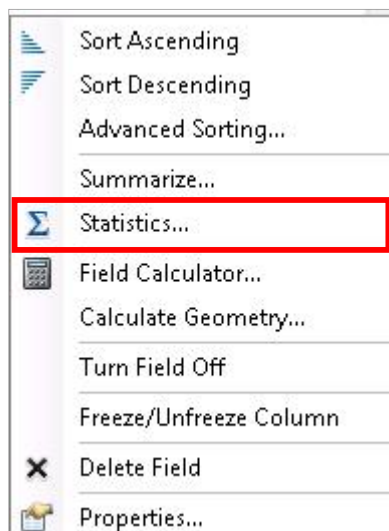 Sort Ascending
Sort Descending
Advanced Sorting...
Summarize...
Statistics...
Field Calculator...
Calculate Geometry...
Turn Field Off
Freeze/Unfreeze Column
Delete Field
Properties...